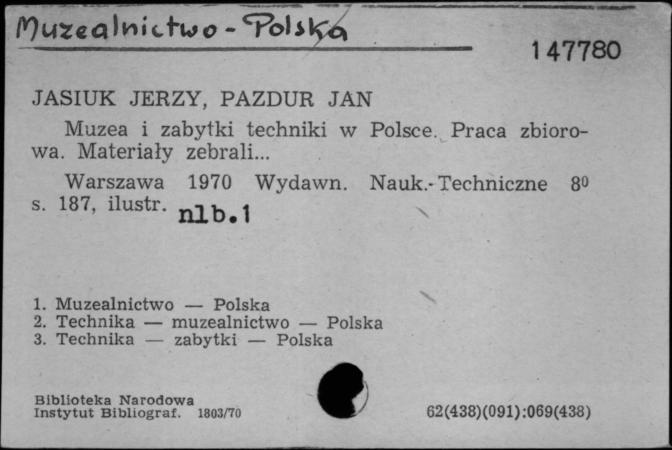 Muzealnictwo - Polska
147780
JASIUK JERZY, PAZDUR JAN
Muzea i zabytki techniki w Polsce. Praca zbioro-
wa. Materiały zebrali...
Warszawa 1970 Wydawn. Nauk.-Techniczne 8⁰
s. 187, ilustr. nlb.1
1. Muzealnictwo — Polska
2. Technika — muzealnictwo — Polska
3. Technika — zabytki — Polska
Biblioteka Narodowa
Instytut Bibliograf. 1803/70
62(438)(091):069(438)